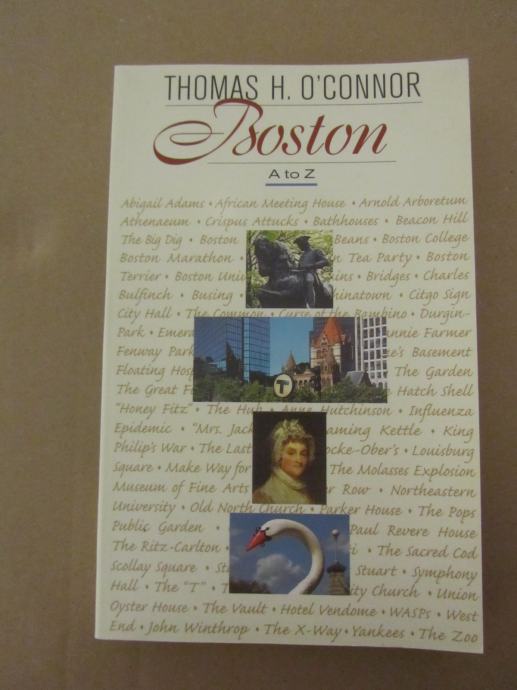 THOMAS H. O'CONNOR
Boston
A to Z
Abigail Adams • African Meeting House • Arnold Arboretum
Athenaeum • Crispus Attucks • Bathhouses • Beacon Hill
The Big Dig • Boston Beans • Boston College
Boston Marathon • n Tea Party • Boston
Terrier • Boston Uni ins • Bridges • Charles
Bulfinch • Busing • hinatown • Citgo Sign
City Hall • The Common • Curse of the Bambino • Durgin-
Park • Emera annie Farmer
Fenway Park e's Basement
Floating Hosp The Garden
The Great F Hatch Shell
"Honey Fitz" • The Hub • Anne Hutchinson • Influenza
Epidemic • "Mrs. Jack aming Kettle • King
Philip's War • The Last ocke-Ober's • Louisburg
Square • Make Way for The Molasses Explosion
Museum of Fine Arts er Row • Northeastern
University • Old North Church • Parker House • The Pops
Public Garden • Paul Revere House
The Ritz-Carlton • i • The Sacred Cod
Scollay Square • St Stuart • Symphony
Hall • The "T" • T ity Church • Union
Oyster House • The Vault • Hotel Vendome • WASPs • West
End • John Winthrop • The X-Way • Yankees • The Zoo
T